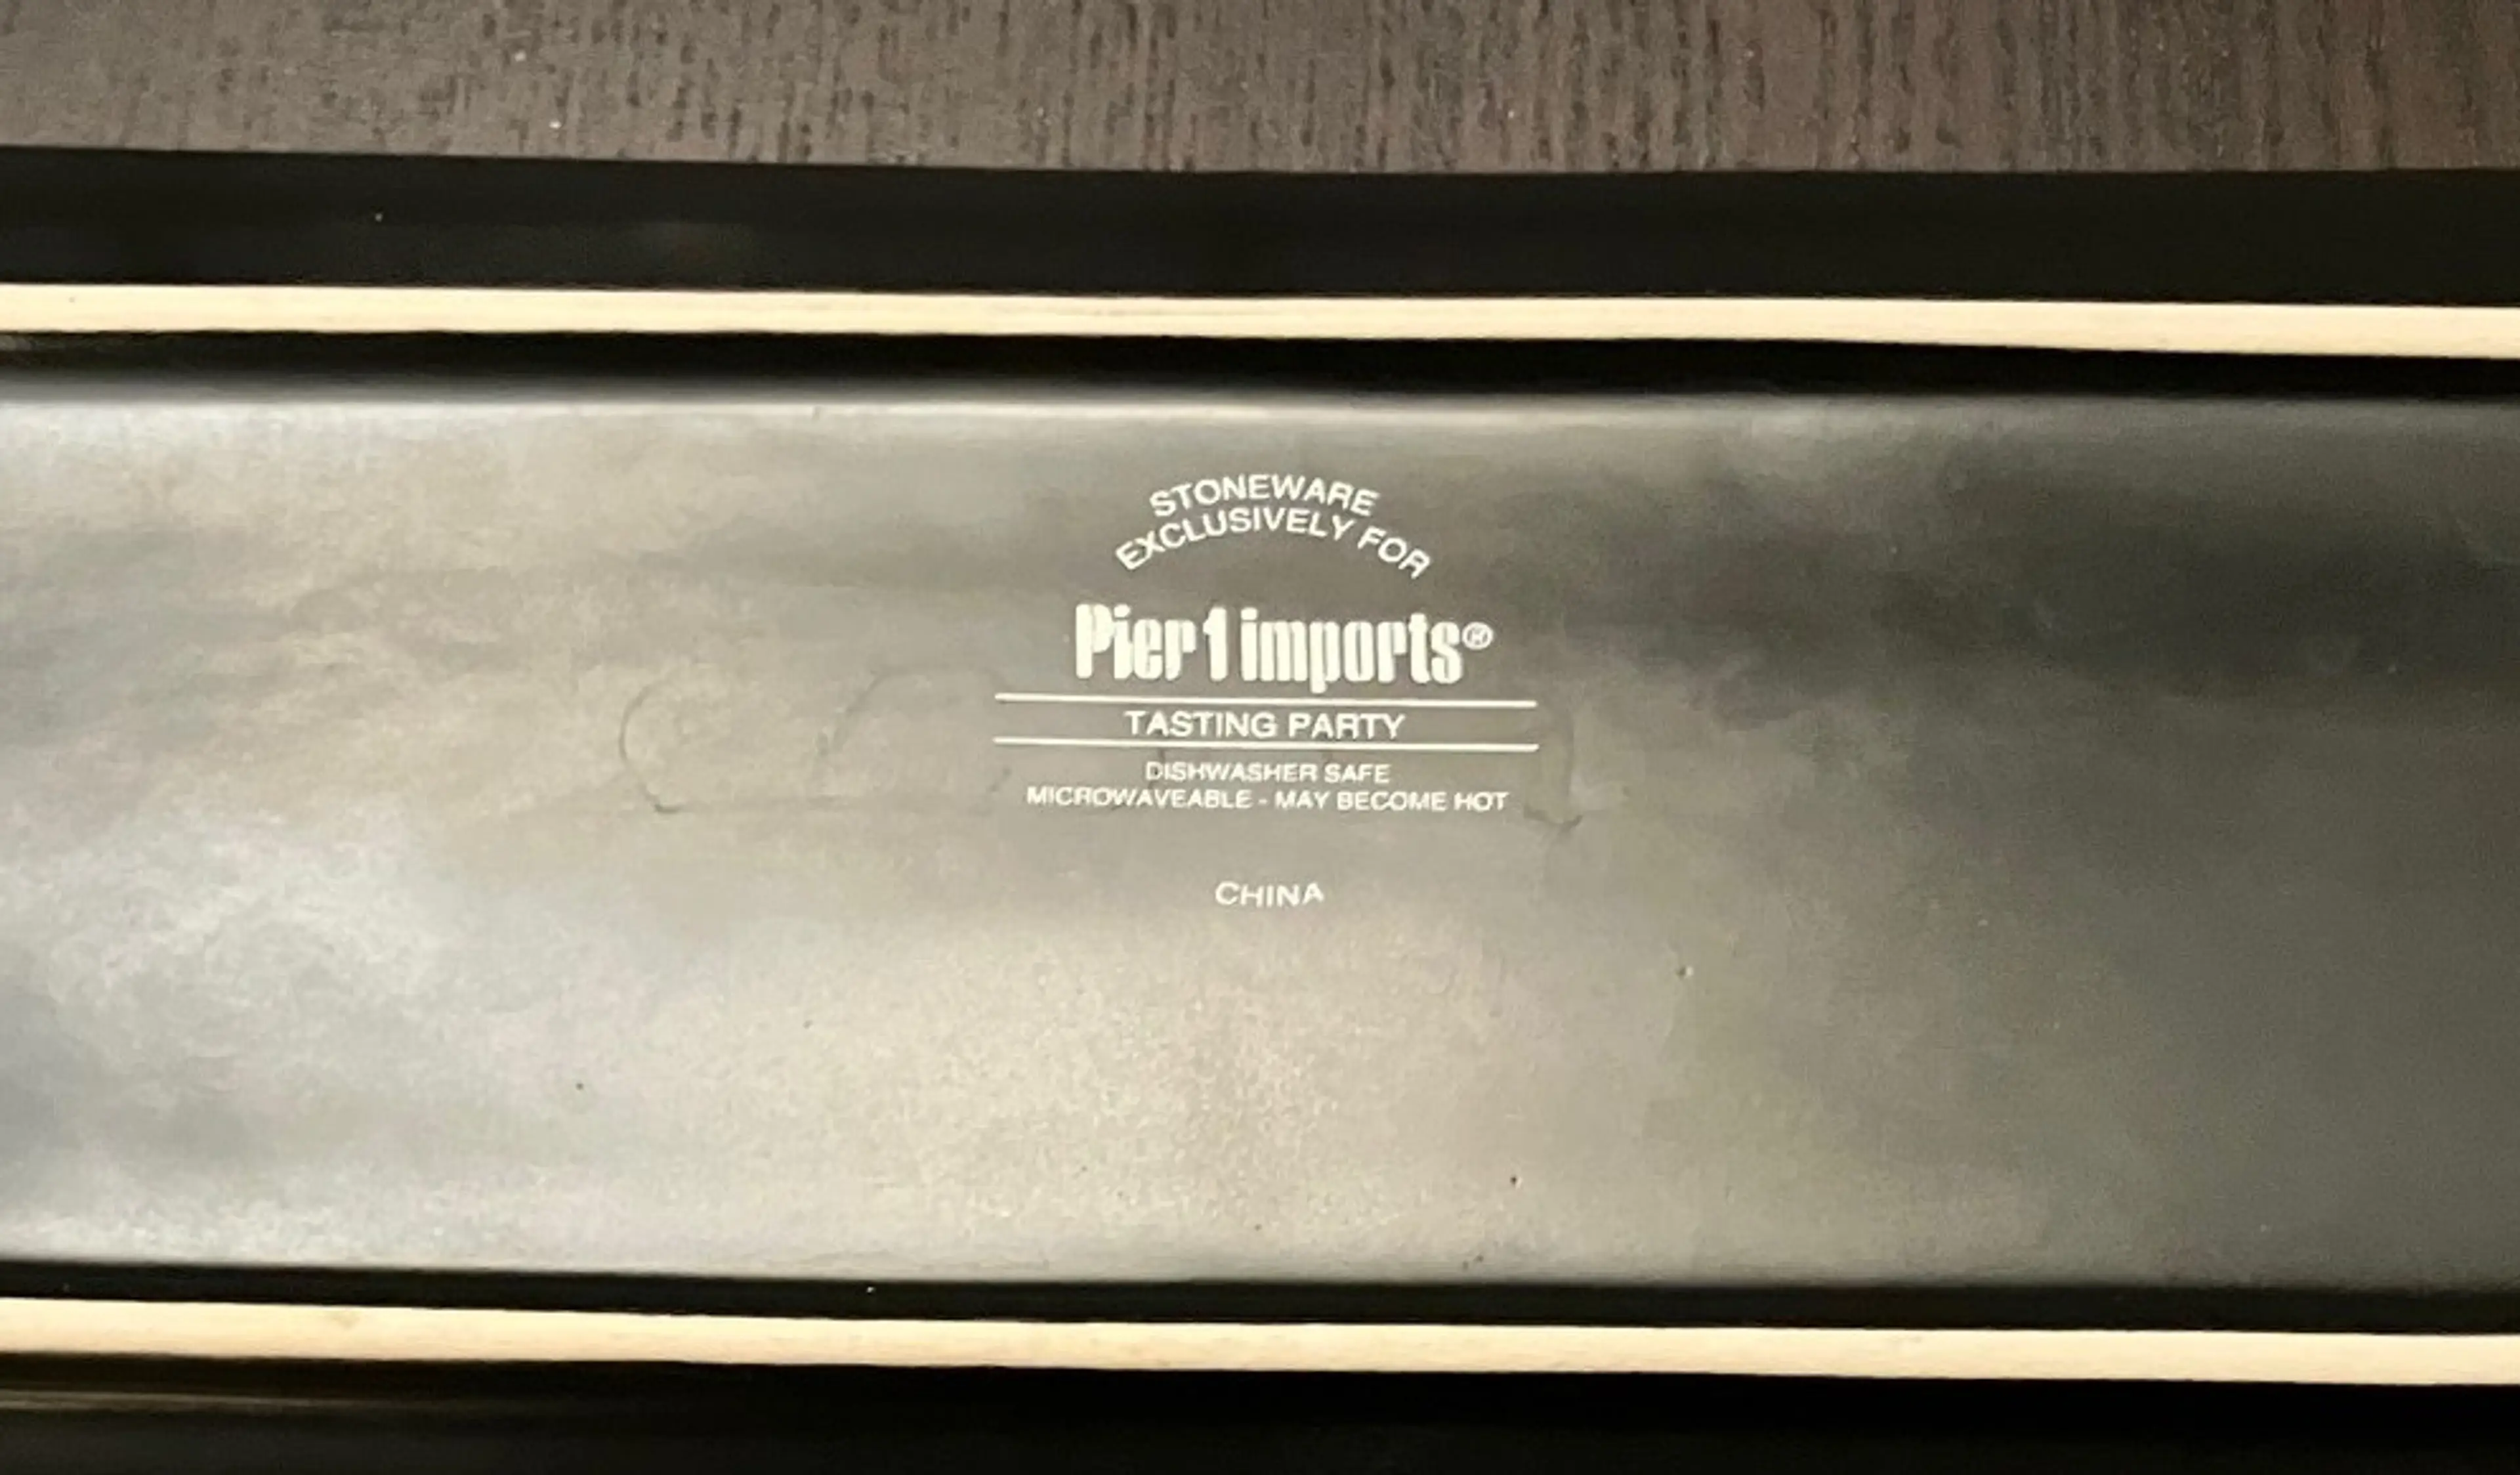 STONEWARE
EXCLUSIVELY FOR
Pier 1 imports®
TASTING PARTY
DISHWASHER SAFE
MICROWAVEABLE - MAY BECOME HOT
CHINA